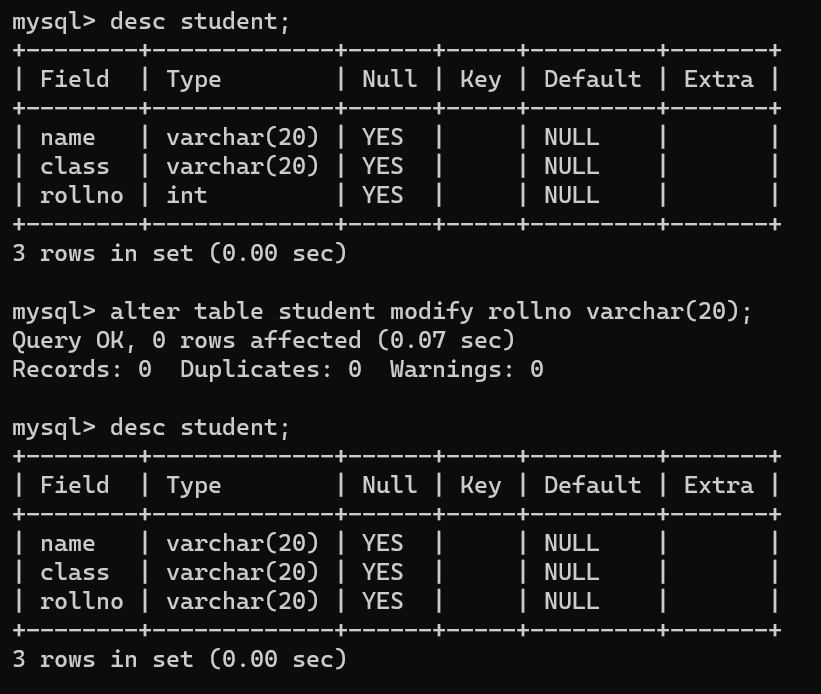 mysql> desc student;
+--------+-------------+------+-----+---------+-------+
| Field  | Type        | Null | Key | Default | Extra |
+--------+-------------+------+-----+---------+-------+
| name   | varchar(20) | YES  |     | NULL    |       |
| class  | varchar(20) | YES  |     | NULL    |       |
| rollno | int         | YES  |     | NULL    |       |
+--------+-------------+------+-----+---------+-------+
3 rows in set (0.00 sec)

mysql> alter table student modify rollno varchar(20);
Query OK, 0 rows affected (0.07 sec)
Records: 0  Duplicates: 0  Warnings: 0

mysql> desc student;
+--------+-------------+------+-----+---------+-------+
| Field  | Type        | Null | Key | Default | Extra |
+--------+-------------+------+-----+---------+-------+
| name   | varchar(20) | YES  |     | NULL    |       |
| class  | varchar(20) | YES  |     | NULL    |       |
| rollno | varchar(20) | YES  |     | NULL    |       |
+--------+-------------+------+-----+---------+-------+
3 rows in set (0.00 sec)